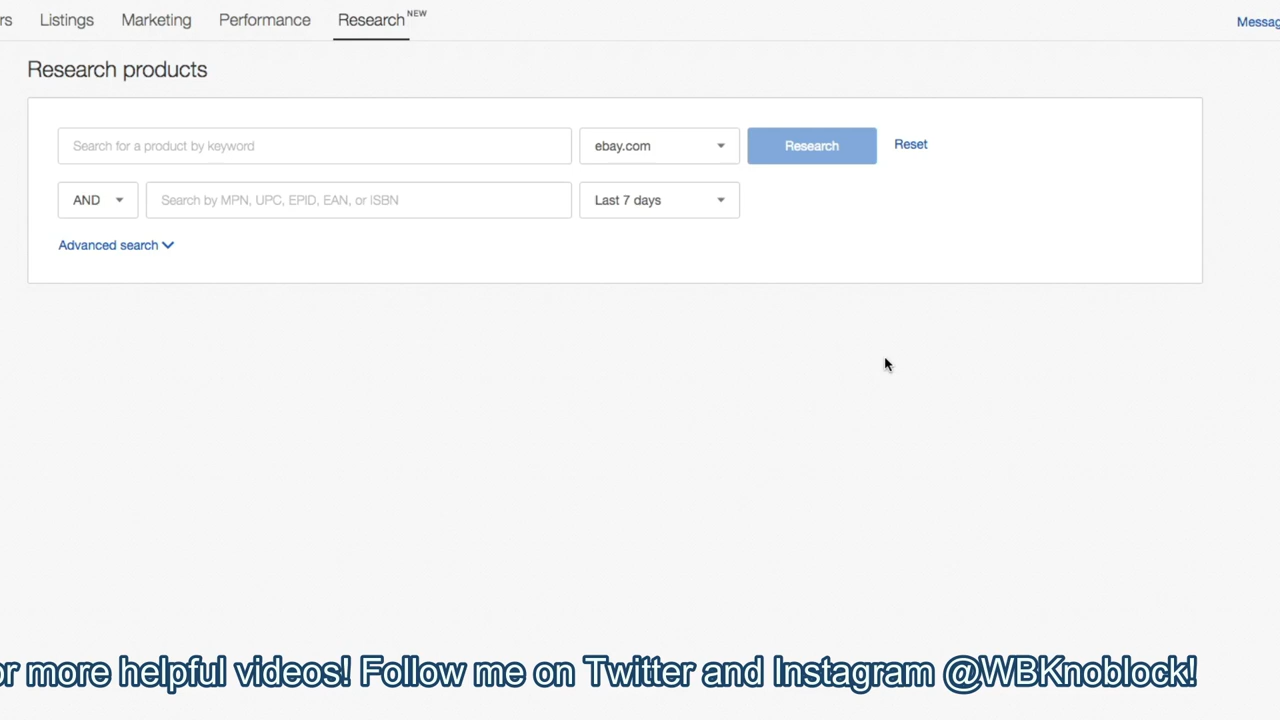 rs Listings Marketing Performance Research NEW Messag
Research products
Search for a product by keyword ebay.com Research Reset
AND Search by MPN, UPC, EPID, EAN, or ISBN Last 7 days
Advanced search
or more helpful videos! Follow me on Twitter and Instagram @WBKnoblock!